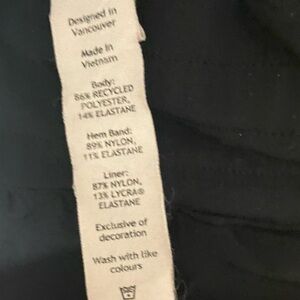 Designed in
Vancouver
Made in
Vietnam
Body:
86% RECYCLED
POLYESTER,
14% ELASTANE
Hem Band:
89% NYLON,
11% ELASTANE
Liner:
87% NYLON,
13% LYCRA®
ELASTANE
Exclusive of
decoration
Wash with like
colours